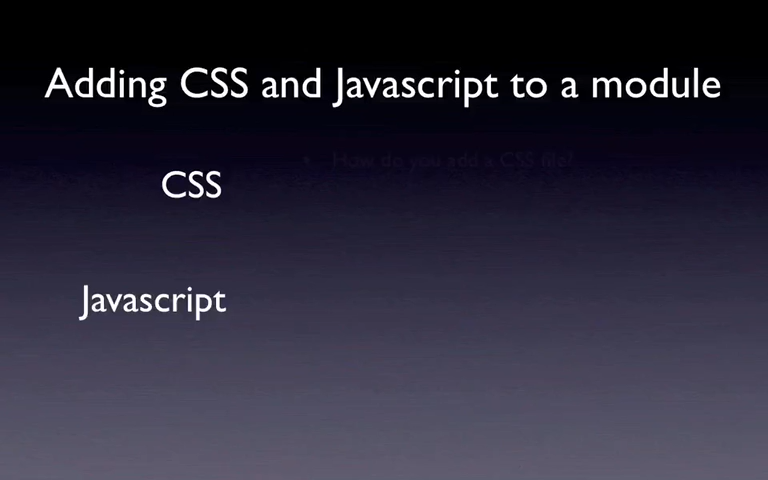 Adding CSS and Javascript to a module
• How do you add a CSS file?
CSS
Javascript